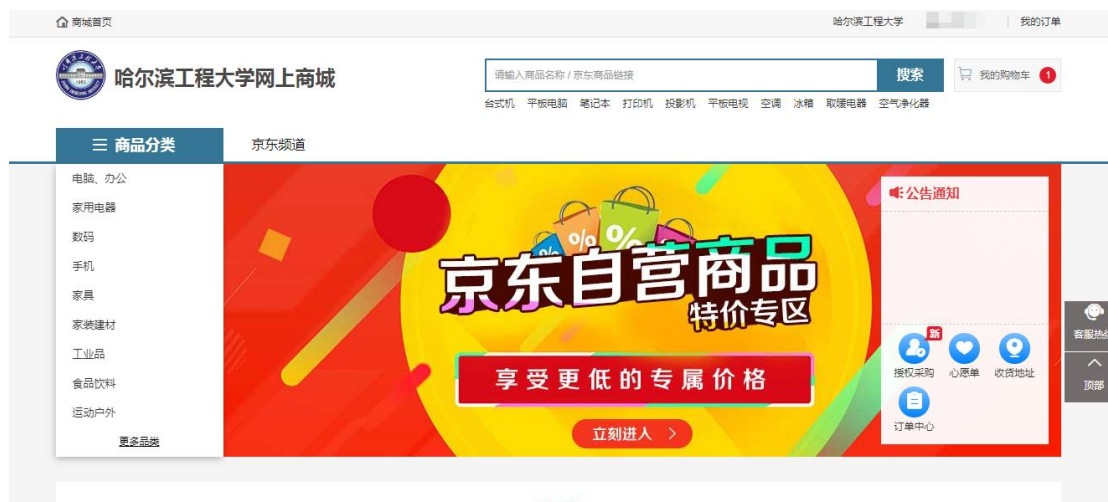 商城首页 哈尔滨工程大学 我的订单
哈尔滨工程大学网上商城
请输入商品名称 / 京东商品链接 搜索 我的购物车 1
台式机 平板电脑 笔记本 打印机 投影机 平板电视 空调 冰箱 取暖电器 空气净化器
三 商品分类 京东频道
电脑、办公
家用电器
数码
手机
家具
家装建材
工业品
食品饮料
运动户外
更多品类
% % %
京东自营商品
特价专区
享受更低的专属价格
立刻进入 >
公告通知
新
授权采购 心愿单 收货地址
订单中心
客服热
顶部